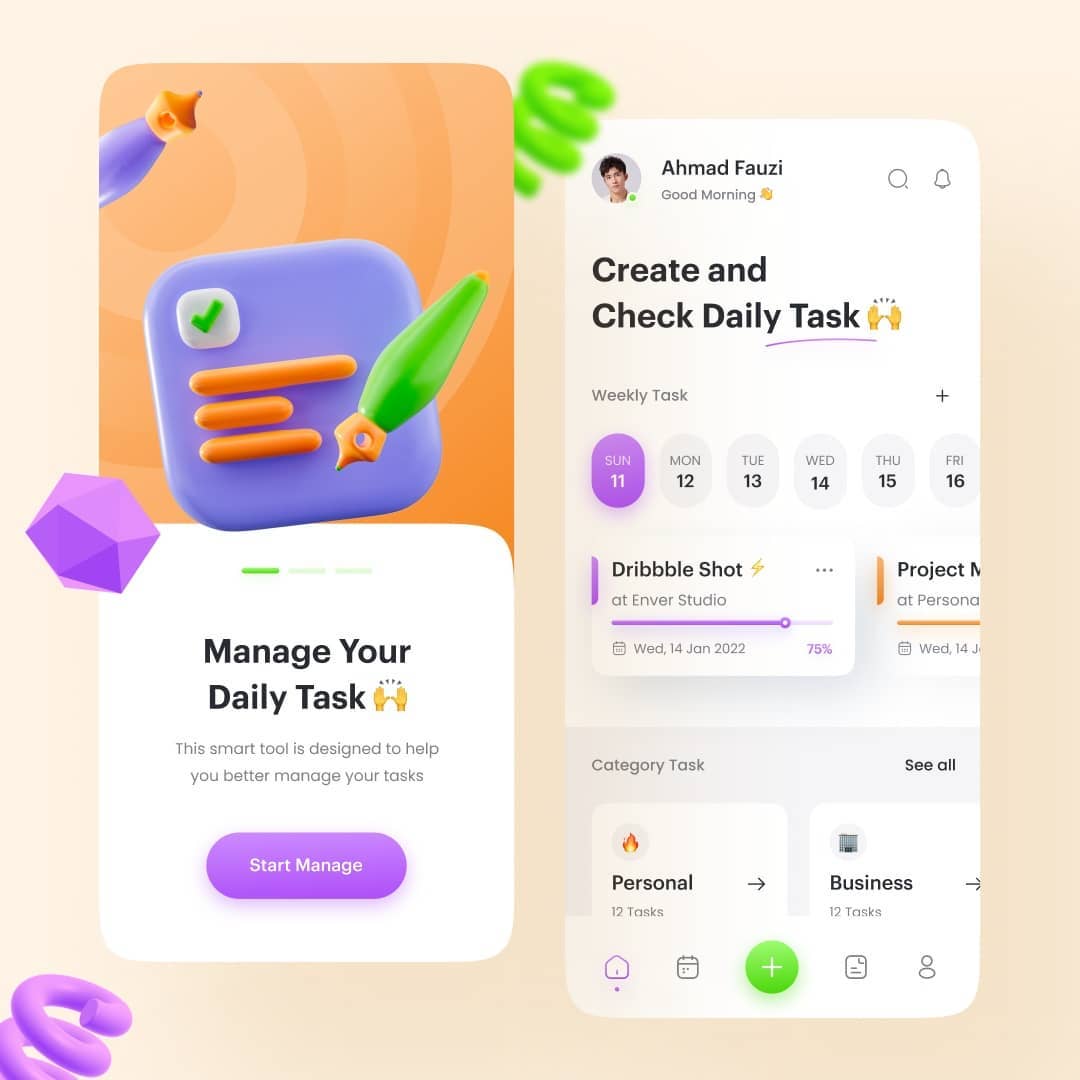 Manage Your
Daily Task 🙌
This smart tool is designed to help
you better manage your tasks
Start Manage
Ahmad Fauzi
Good Morning 👋
Create and
Check Daily Task 🙌
Weekly Task
SUN MON TUE WED THU FRI
11 12 13 14 15 16
Dribbble Shot ⚡ Project M
at Enver Studio at Persona
Wed, 14 Jan 2022 75% Wed, 14 J
Category Task See all
Personal Business
12 Tasks 12 Tasks